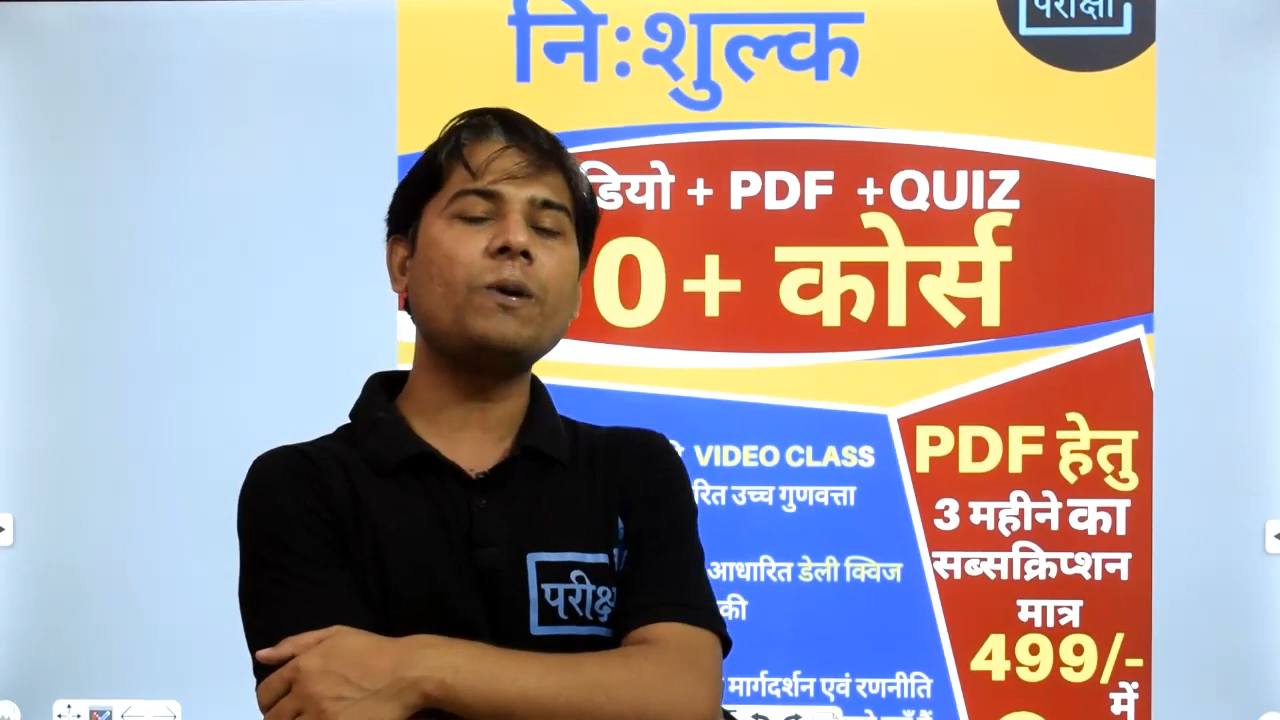 परीक्षा
निःशुल्क
डियो + PDF + QUIZ
0+ कोर्स
VIDEO CLASS
उच्च गुणवत्ता
आधारित डेली क्विज
की
मार्गदर्शन एवं रणनीति
PDF हेतु
3 महीने का
सब्सक्रिप्शन
मात्र
499/-
में
परीक्ष